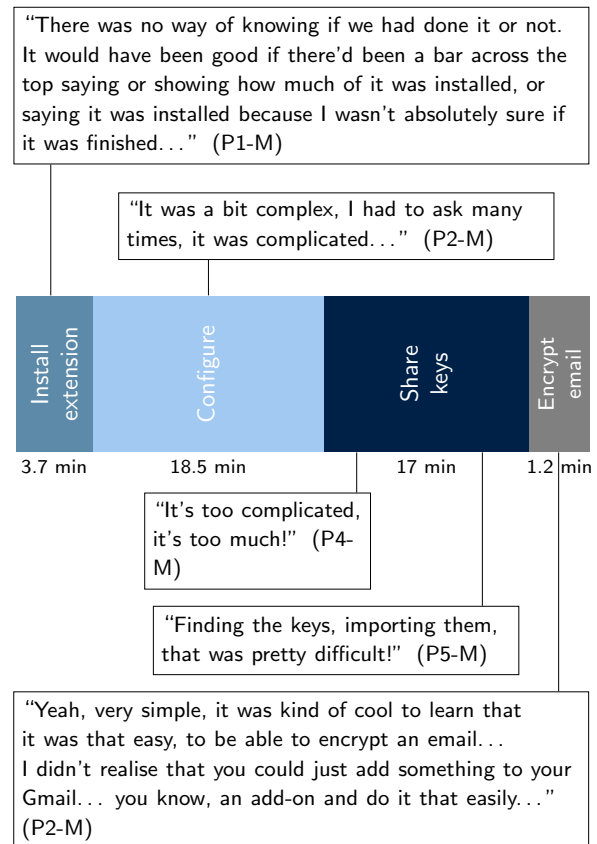 “There was no way of knowing if we had done it or not.
It would have been good if there’d been a bar across the
top saying or showing how much of it was installed, or
saying it was installed because I wasn’t absolutely sure if
it was finished. . . ” (P1-M)
“It was a bit complex, I had to ask many
times, it was complicated. . . ” (P2-M)
Install
extension
Configure
Share
keys
Encrypt
email
3.7 min
18.5 min
17 min
1.2 min
“It’s too complicated,
it’s too much!” (P4-
M)
“Finding the keys, importing them,
that was pretty difficult!” (P5-M)
“Yeah, very simple, it was kind of cool to learn that
it was that easy, to be able to encrypt an email. . .
I didn’t realise that you could just add something to your
Gmail. . . you know, an add-on and do it that easily. . . ”
(P2-M)